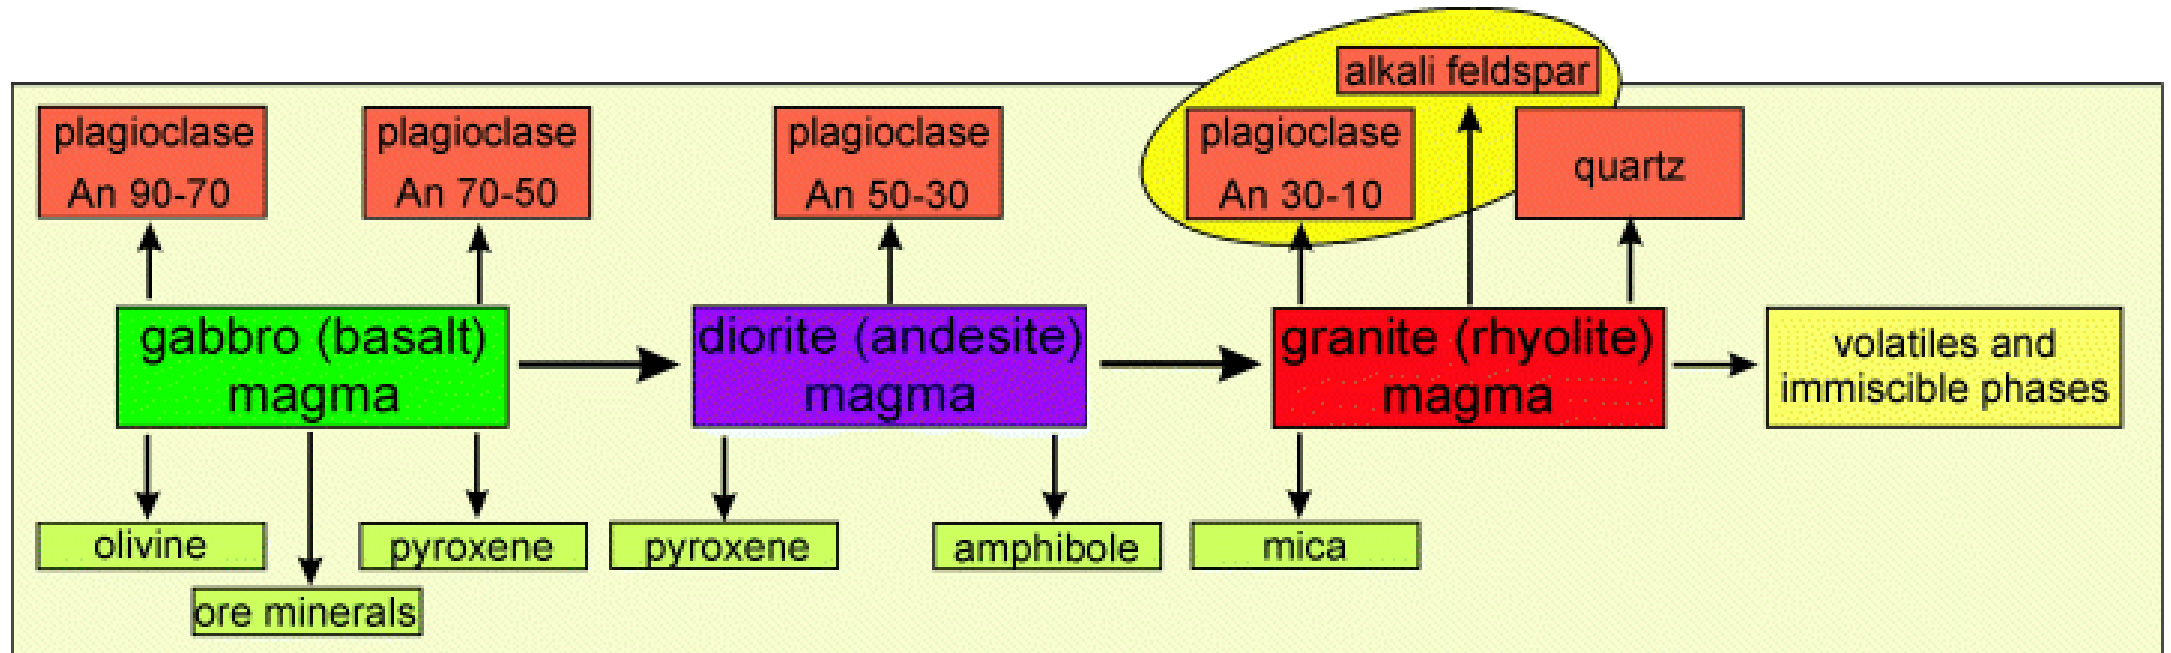 alkali feldspar
plagioclase
An 90-70
plagioclase
An 70-50
plagioclase
An 50-30
plagioclase
An 30-10
quartz
gabbro (basalt)
magma
diorite (andesite)
magma
granite (rhyolite)
magma
volatiles and
immiscible phases
olivine
pyroxene
pyroxene
amphibole
mica
ore minerals